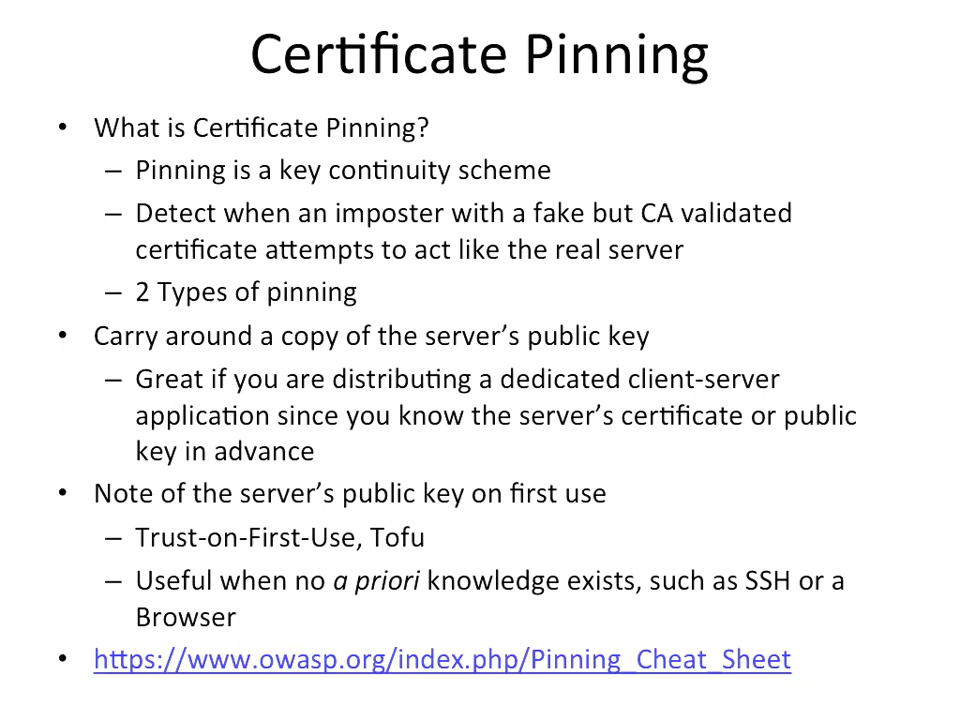 Certificate Pinning
• What is Certificate Pinning?
– Pinning is a key continuity scheme
– Detect when an imposter with a fake but CA validated
certificate attempts to act like the real server
– 2 Types of pinning
• Carry around a copy of the server’s public key
– Great if you are distributing a dedicated client-server
application since you know the server’s certificate or public
key in advance
• Note of the server’s public key on first use
– Trust-on-First-Use, Tofu
– Useful when no a priori knowledge exists, such as SSH or a
Browser
• https://www.owasp.org/index.php/Pinning_Cheat_Sheet